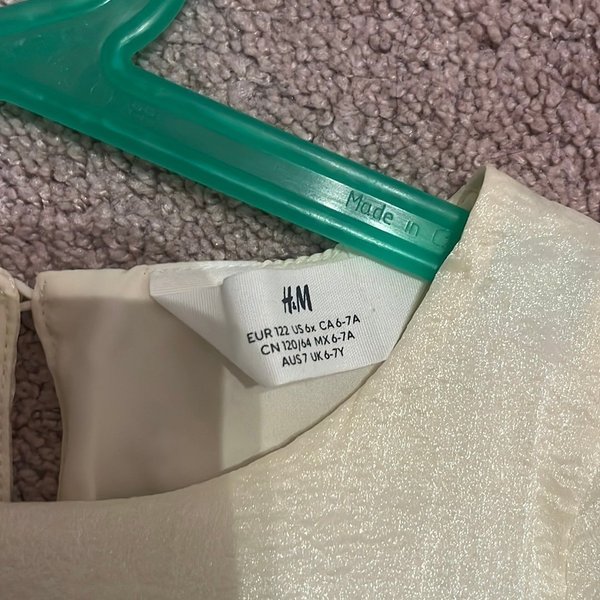 Made in
H&M
EUR 122 US 6x CA 6-7A
CN 120/64 MX 6-7A
AUS 7 UK 6-7Y